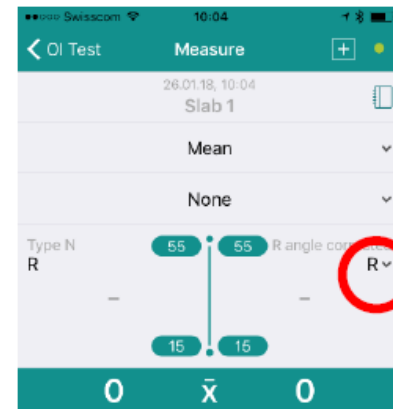 Swisscom 10:04
OI Test Measure +
26.01.18, 10:04
Slab 1
Mean
None
Type N 55 55 R angle corrected
R R
– –
15 15
0 x̄ 0